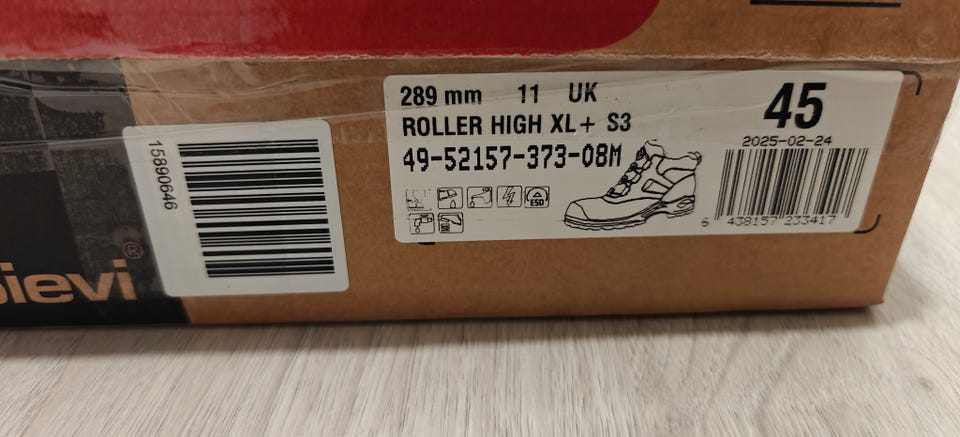 289 mm 11 UK
45
ROLLER HIGH XL+ S3
2025-02-24
49-52157-373-08M
ESD
6 438157 233417
15890646
sievi®